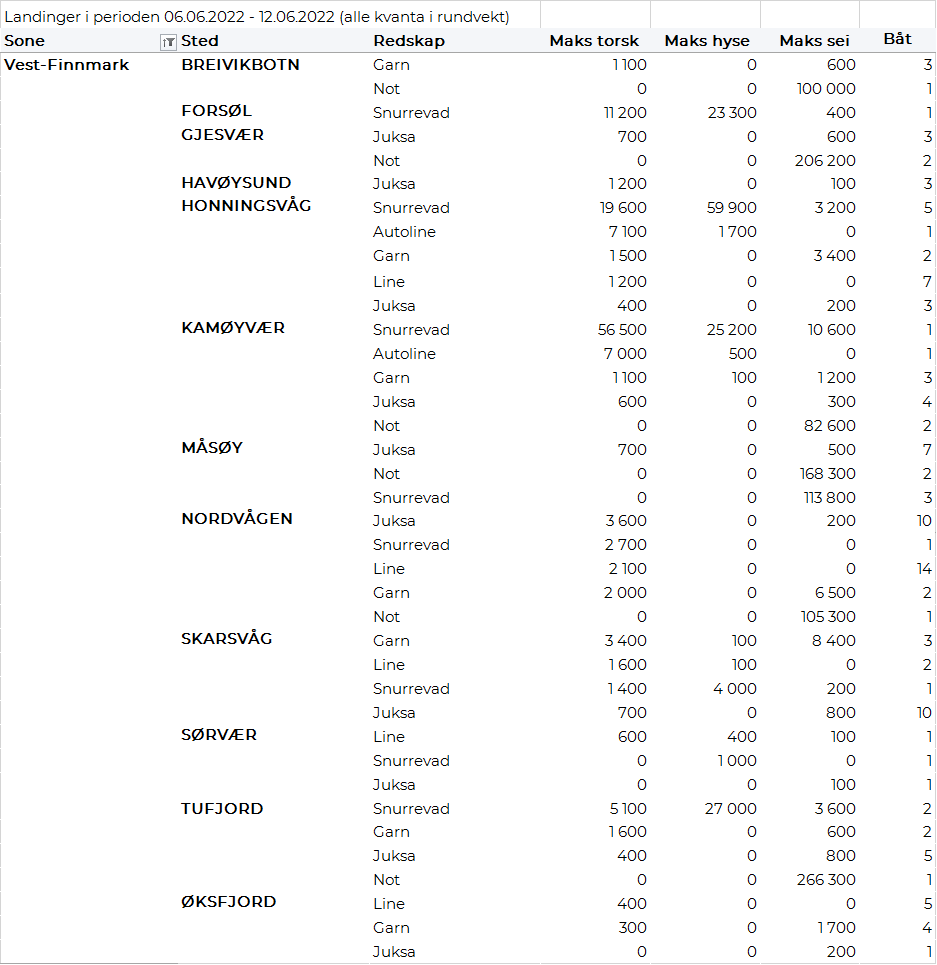 Landinger i perioden 06.06.2022 - 12.06.2022 (alle kvanta i rundvekt)
Sone Sted Redskap Maks torsk Maks hyse Maks sei Båt
Vest-Finnmark BREIVIKBOTN Garn 1 100 0 600 3
Not 0 0 100 000 1
FORSØL Snurrevad 11 200 23 300 400 1
GJESVÆR Juksa 700 0 600 3
Not 0 0 206 200 2
HAVØYSUND Juksa 1 200 0 100 3
HONNINGSVÅG Snurrevad 19 600 59 900 3 200 5
Autoline 7 100 1 700 0 1
Garn 1 500 0 3 400 2
Line 1 200 0 0 7
Juksa 400 0 200 3
KAMØYVÆR Snurrevad 56 500 25 200 10 600 1
Autoline 7 000 500 0 1
Garn 1 100 100 1 200 3
Juksa 600 0 300 4
Not 0 0 82 600 2
MÅSØY Juksa 700 0 500 7
Not 0 0 168 300 2
Snurrevad 0 0 113 800 3
NORDVÅGEN Juksa 3 600 0 200 10
Snurrevad 2 700 0 0 1
Line 2 100 0 0 14
Garn 2 000 0 6 500 2
Not 0 0 105 300 1
SKARSVÅG Garn 3 400 100 8 400 3
Line 1 600 100 0 2
Snurrevad 1 400 4 000 200 1
Juksa 700 0 800 10
SØRVÆR Line 600 400 100 1
Snurrevad 0 1 000 0 1
Juksa 0 0 100 1
TUFJORD Snurrevad 5 100 27 000 3 600 2
Garn 1 600 0 600 2
Juksa 400 0 800 5
Not 0 0 266 300 1
ØKSFJORD Line 400 0 0 5
Garn 300 0 1 700 4
Juksa 0 0 200 1